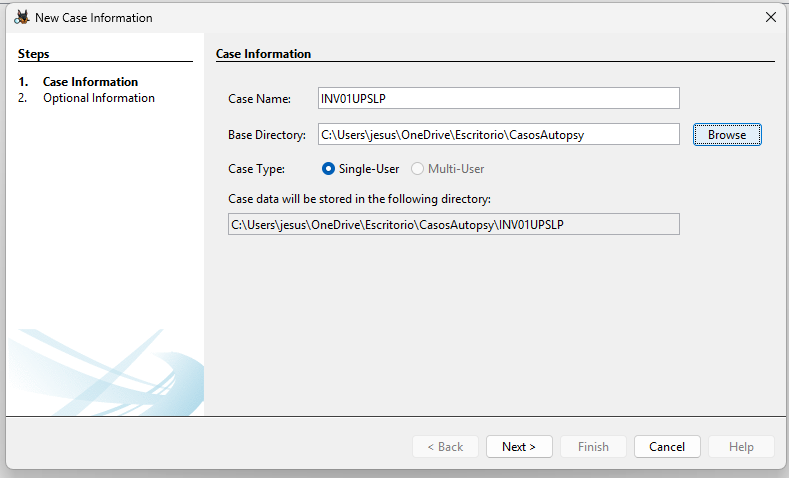 New Case Information
Steps
1. Case Information
2. Optional Information
Case Information
Case Name: INV01UPSLP
Base Directory: C:\Users\jesus\OneDrive\Escritorio\CasosAutopsy Browse
Case Type: Single-User Multi-User
Case data will be stored in the following directory:
C:\Users\jesus\OneDrive\Escritorio\CasosAutopsy\INV01UPSLP
< Back Next > Finish Cancel Help